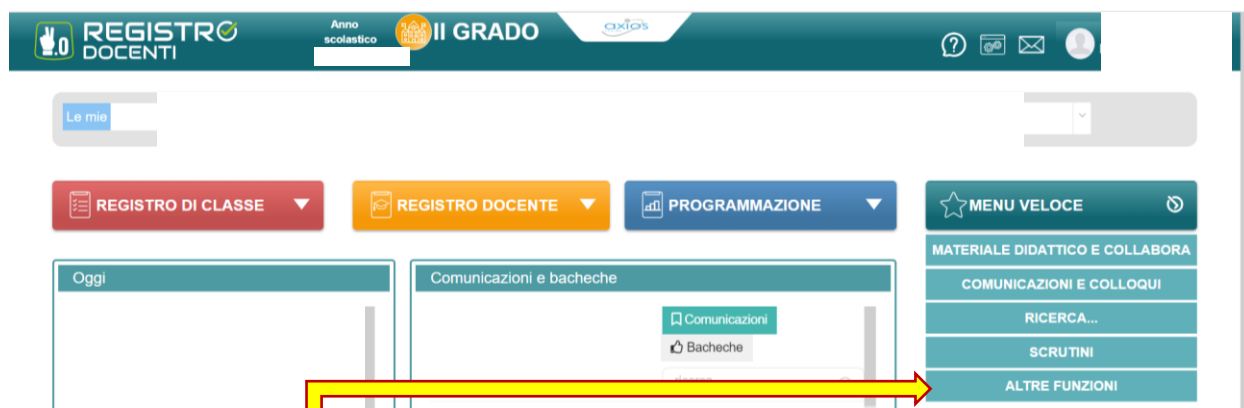 .0 REGISTRO
DOCENTI
Anno
scolastico
II GRADO
axios
Le mie
REGISTRO DI CLASSE
REGISTRO DOCENTE
PROGRAMMAZIONE
MENU VELOCE
MATERIALE DIDATTICO E COLLABORA
COMUNICAZIONI E COLLOQUI
RICERCA...
SCRUTINI
ALTRE FUNZIONI
Oggi
Comunicazioni e bacheche
Comunicazioni
Bacheche